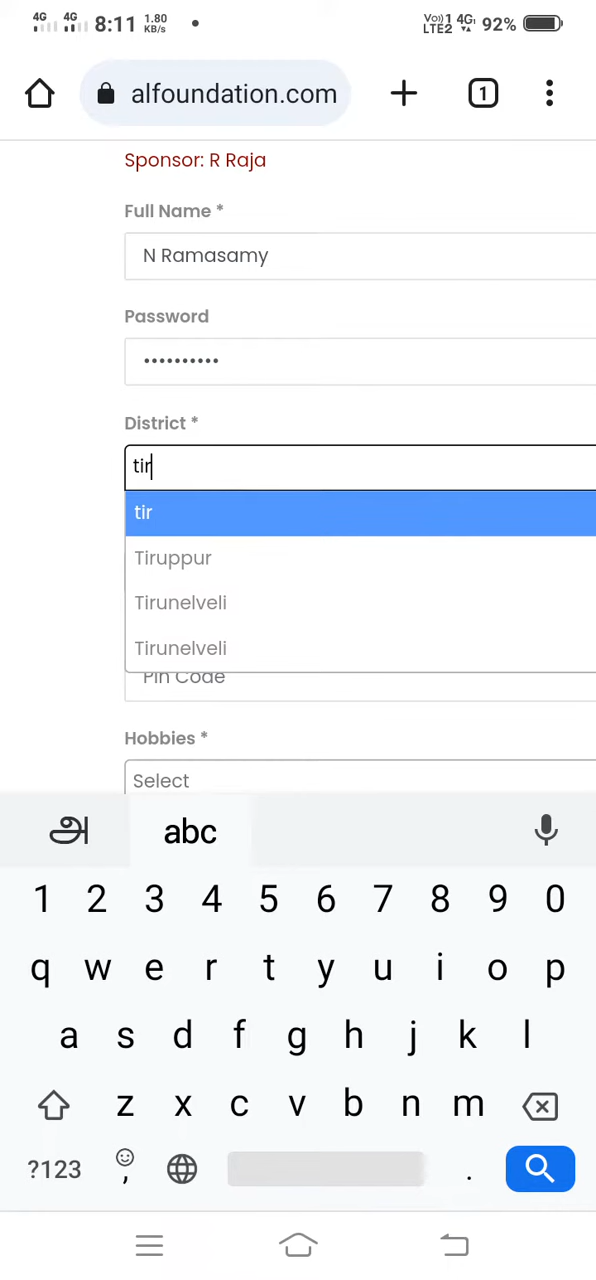 4G 4G 8:11 1.80 KB/s Vo)) 1 LTE2 4G 92%
alfoundation.com 1
Sponsor: R Raja
Full Name *
N Ramasamy
Password
••••••••••
District *
tir
tir
Tiruppur
Tirunelveli
Tirunelveli
Pin Code
Hobbies *
Select
அ abc
1 2 3 4 5 6 7 8 9 0
q w e r t y u i o p
a s d f g h j k l
z x c v b n m
?123 , .